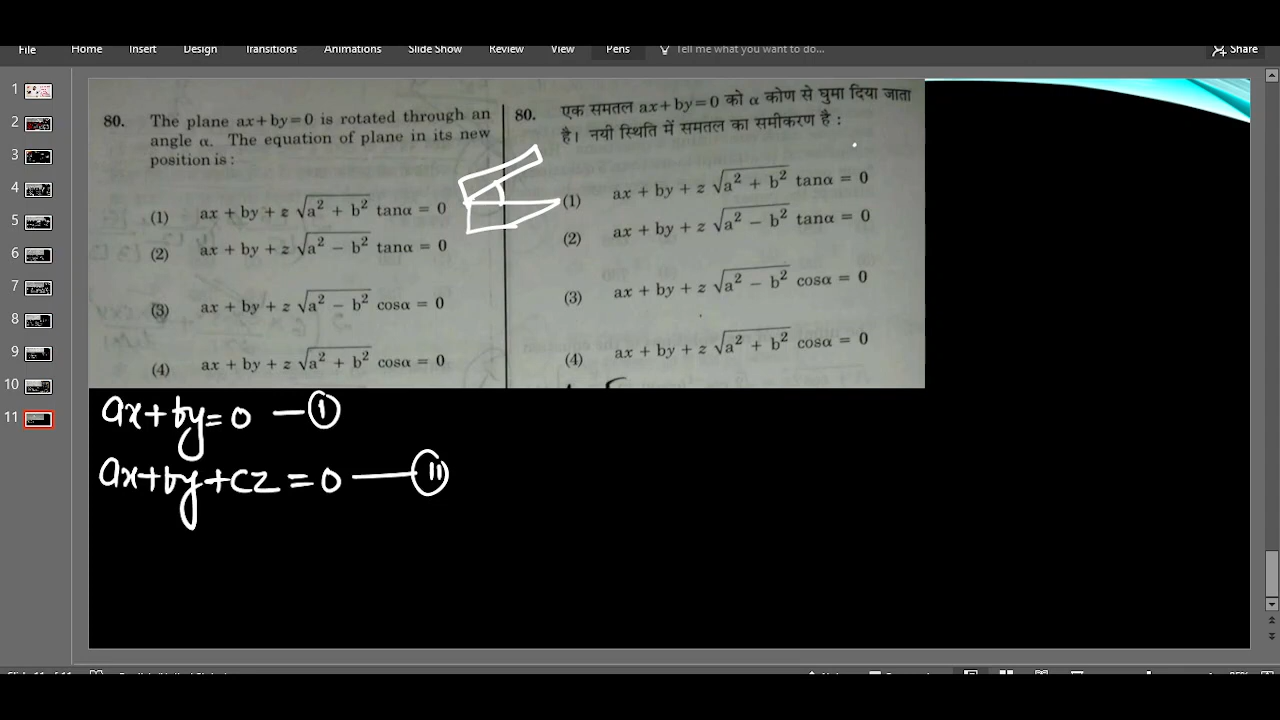 File Home Insert Design Transitions Animations Slide Show Review View Pens Tell me what you want to do... Share
1
2
3
4
5
6
7
8
9
10
11
80. The plane ax + by = 0 is rotated through an
angle α. The equation of plane in its new
position is :
(1) ax + by + z √a² + b² tanα = 0
(2) ax + by + z √a² − b² tanα = 0
(3) ax + by + z √a² − b² cosα = 0
(4) ax + by + z √a² + b² cosα = 0
80. एक समतल ax + by = 0 को α कोण से घुमा दिया जाता
है। नयी स्थिति में समतल का समीकरण है :
(1) ax + by + z √a² + b² tanα = 0
(2) ax + by + z √a² − b² tanα = 0
(3) ax + by + z √a² − b² cosα = 0
(4) ax + by + z √a² + b² cosα = 0
ax+by=0 — ①
ax+by+cz=0 — ⑪